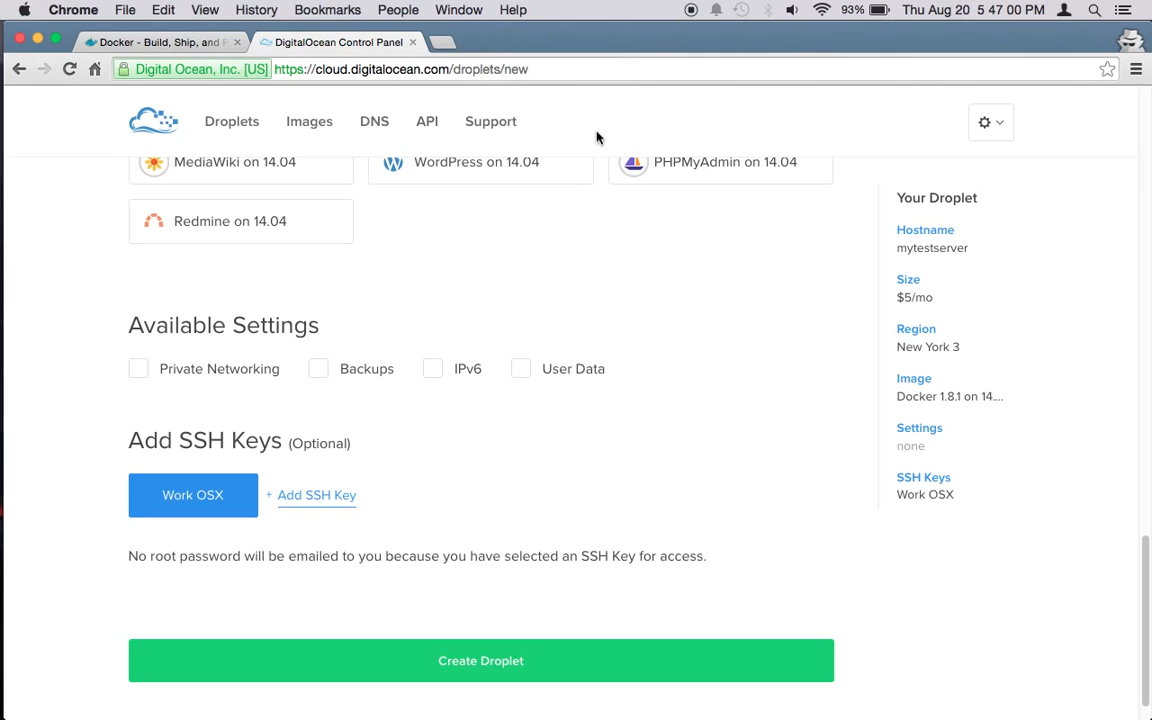 Chrome File Edit View History Bookmarks People Window Help 93% Thu Aug 20 5 47 00 PM
Docker - Build, Ship, and DigitalOcean Control Panel
Digital Ocean, Inc. [US] https://cloud.digitalocean.com/droplets/new
Droplets Images DNS API Support
MediaWiki on 14.04 WordPress on 14.04 PHPMyAdmin on 14.04
Redmine on 14.04
Available Settings
Private Networking Backups IPv6 User Data
Add SSH Keys (Optional)
Work OSX + Add SSH Key
No root password will be emailed to you because you have selected an SSH Key for access.
Create Droplet
Your Droplet
Hostname
mytestserver
Size
$5/mo
Region
New York 3
Image
Docker 1.8.1 on 14....
Settings
none
SSH Keys
Work OSX